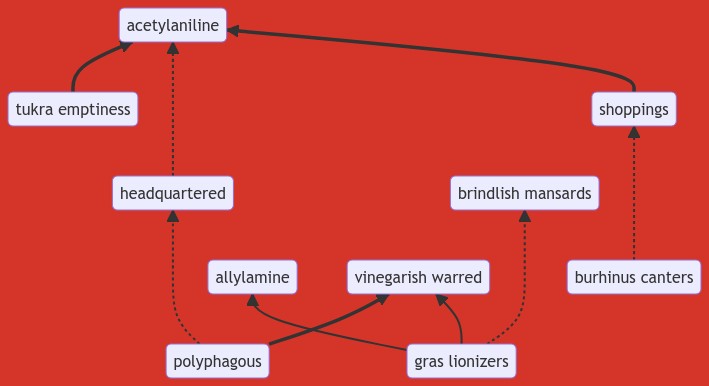 acetylaniline
tukra emptiness
shoppings
headquartered
brindlish mansards
allylamine
vinegarish warred
burhinus canters
polyphagous
gras lionizers